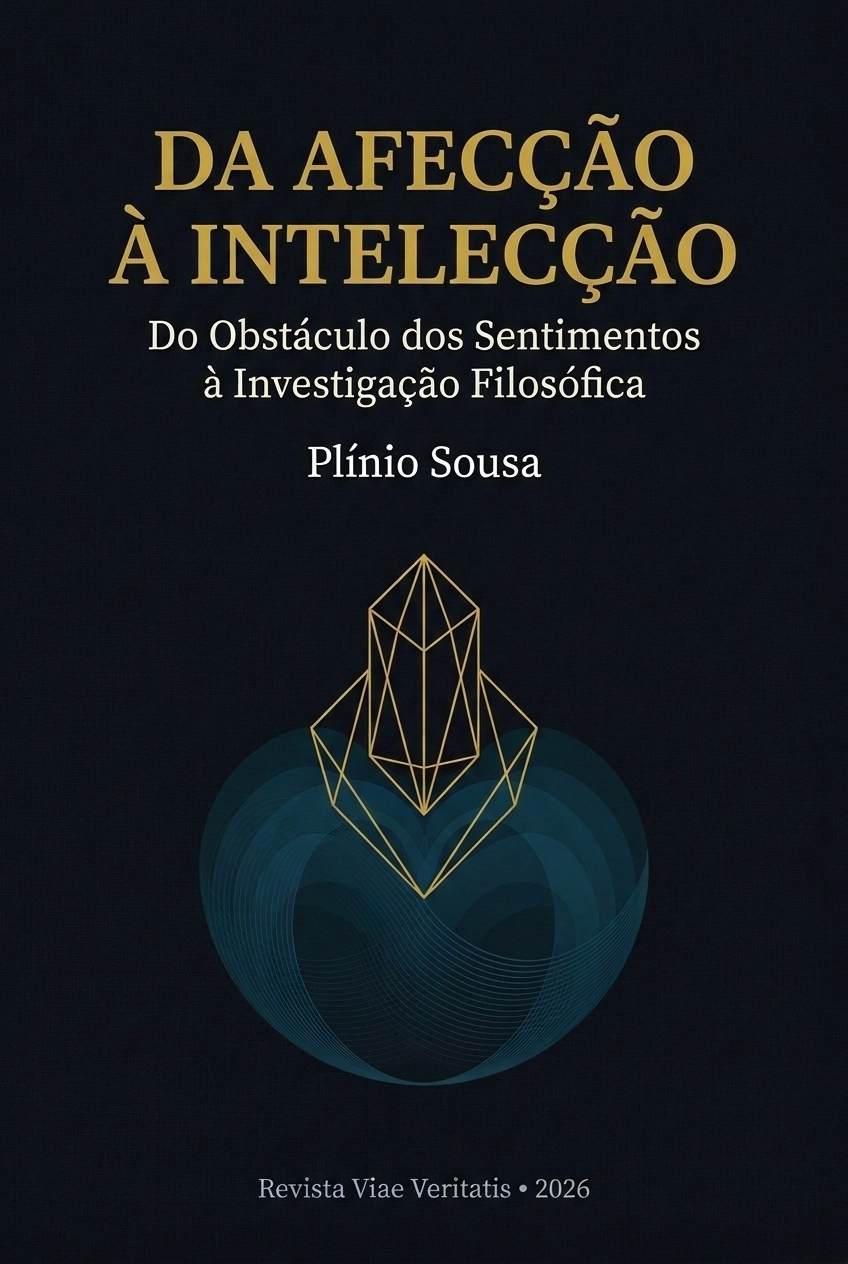 DA AFECÇÃO
À INTELECÇÃO
Do Obstáculo dos Sentimentos
à Investigação Filosófica
Plínio Sousa
Revista Viae Veritatis • 2026